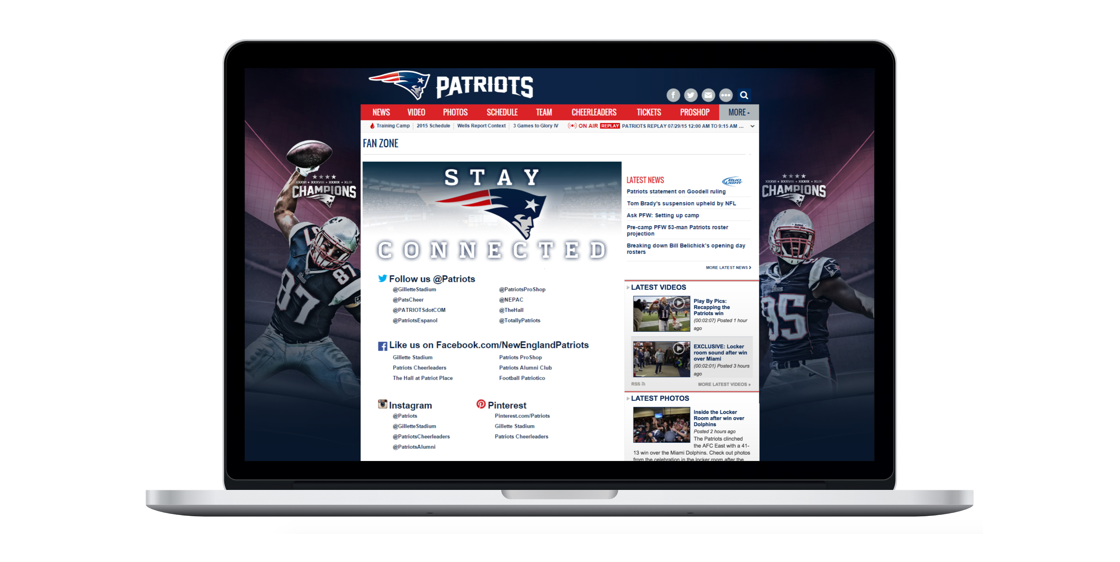 PATRIOTS
NEWS VIDEO PHOTOS SCHEDULE TEAM CHEERLEADERS TICKETS PROSHOP MORE
Training Camp 2015 Schedule Wells Report Context 3 Games to Glory IV ON AIR REPLAY PATRIOTS REPLAY 07/29/15 12:00 AM TO 9:15 AM ...
FAN ZONE
CHAMPIONS
87
87
STAY
CONNECTED
Follow us @Patriots
@GilletteStadium @PatriotsProShop
@PatsCheer @NEPAC
@PATRIOTSdotCOM @TheHall
@PatriotsEspanol @TotallyPatriots
Like us on Facebook.com/NewEnglandPatriots
Gillette Stadium Patriots ProShop
Patriots Cheerleaders Patriots Alumni Club
The Hall at Patriot Place Football Patriotico
Instagram Pinterest
@Patriots Pinterest.com/Patriots
@GilletteStadium Gillette Stadium
@PatriotsCheerleaders Patriots Cheerleaders
@PatriotsAlumni
LATEST NEWS
Patriots statement on Goodell ruling
Tom Brady's suspension upheld by NFL
Ask PFW: Setting up camp
Pre-camp PFW 53-man Patriots roster
projection
Breaking down Bill Belichick's opening day
rosters
MORE LATEST NEWS
LATEST VIDEOS
Play By Pics:
Recapping the
Patriots win
(00:02:07) Posted 1 hour
ago
EXCLUSIVE: Locker
room sound after win
over Miami
(00:02:01) Posted 3 hours
ago
RSS MORE LATEST VIDEOS »
LATEST PHOTOS
Inside the Locker
Room after win over
Dolphins
Posted 2 hours ago
The Patriots clinched
the AFC East with a 41-
13 win over the Miami Dolphins. Check out photos
from the celebration in the locker room after the
CHAMPIONS
95